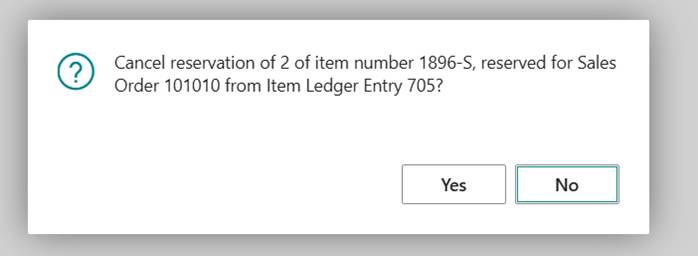 ?
Cancel reservation of 2 of item number 1896-S, reserved for Sales
Order 101010 from Item Ledger Entry 705?
Yes
No